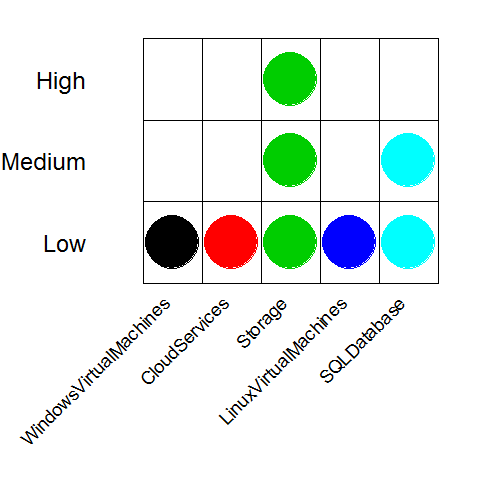 High
Medium
Low
WindowsVirtualMachines
CloudServices
Storage
LinuxVirtualMachines
SQLDatabase